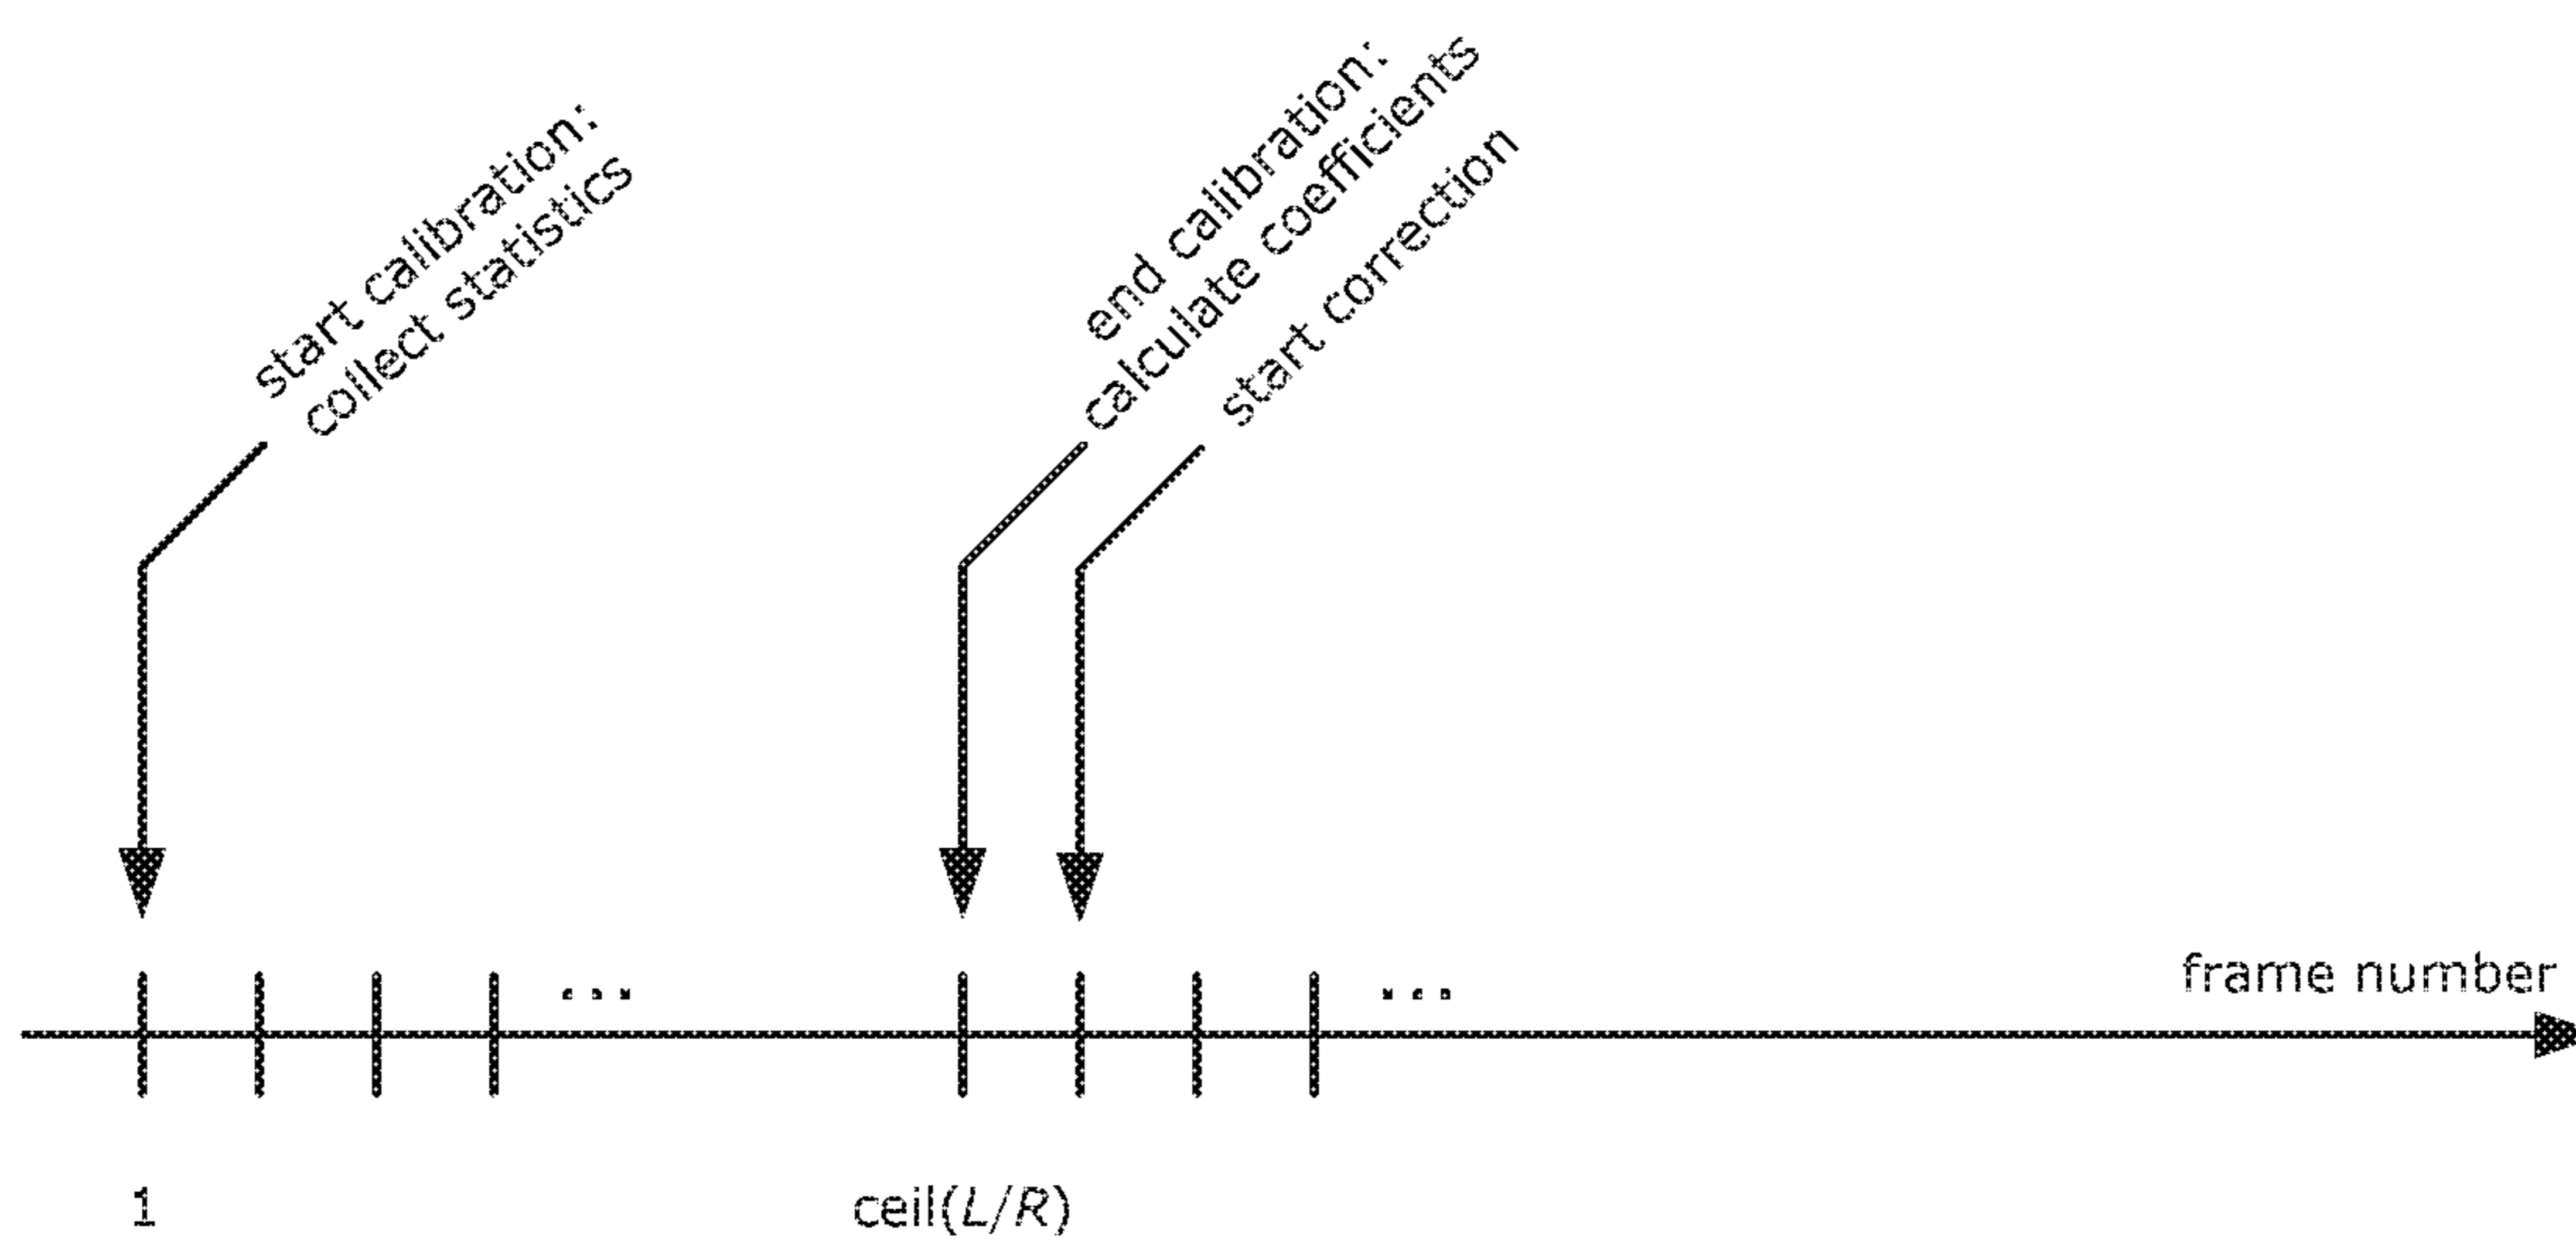 start calibration:
collect statistics
end calibration:
calculate coefficients
start correction
...
...
frame number
1
ceil(L/R)